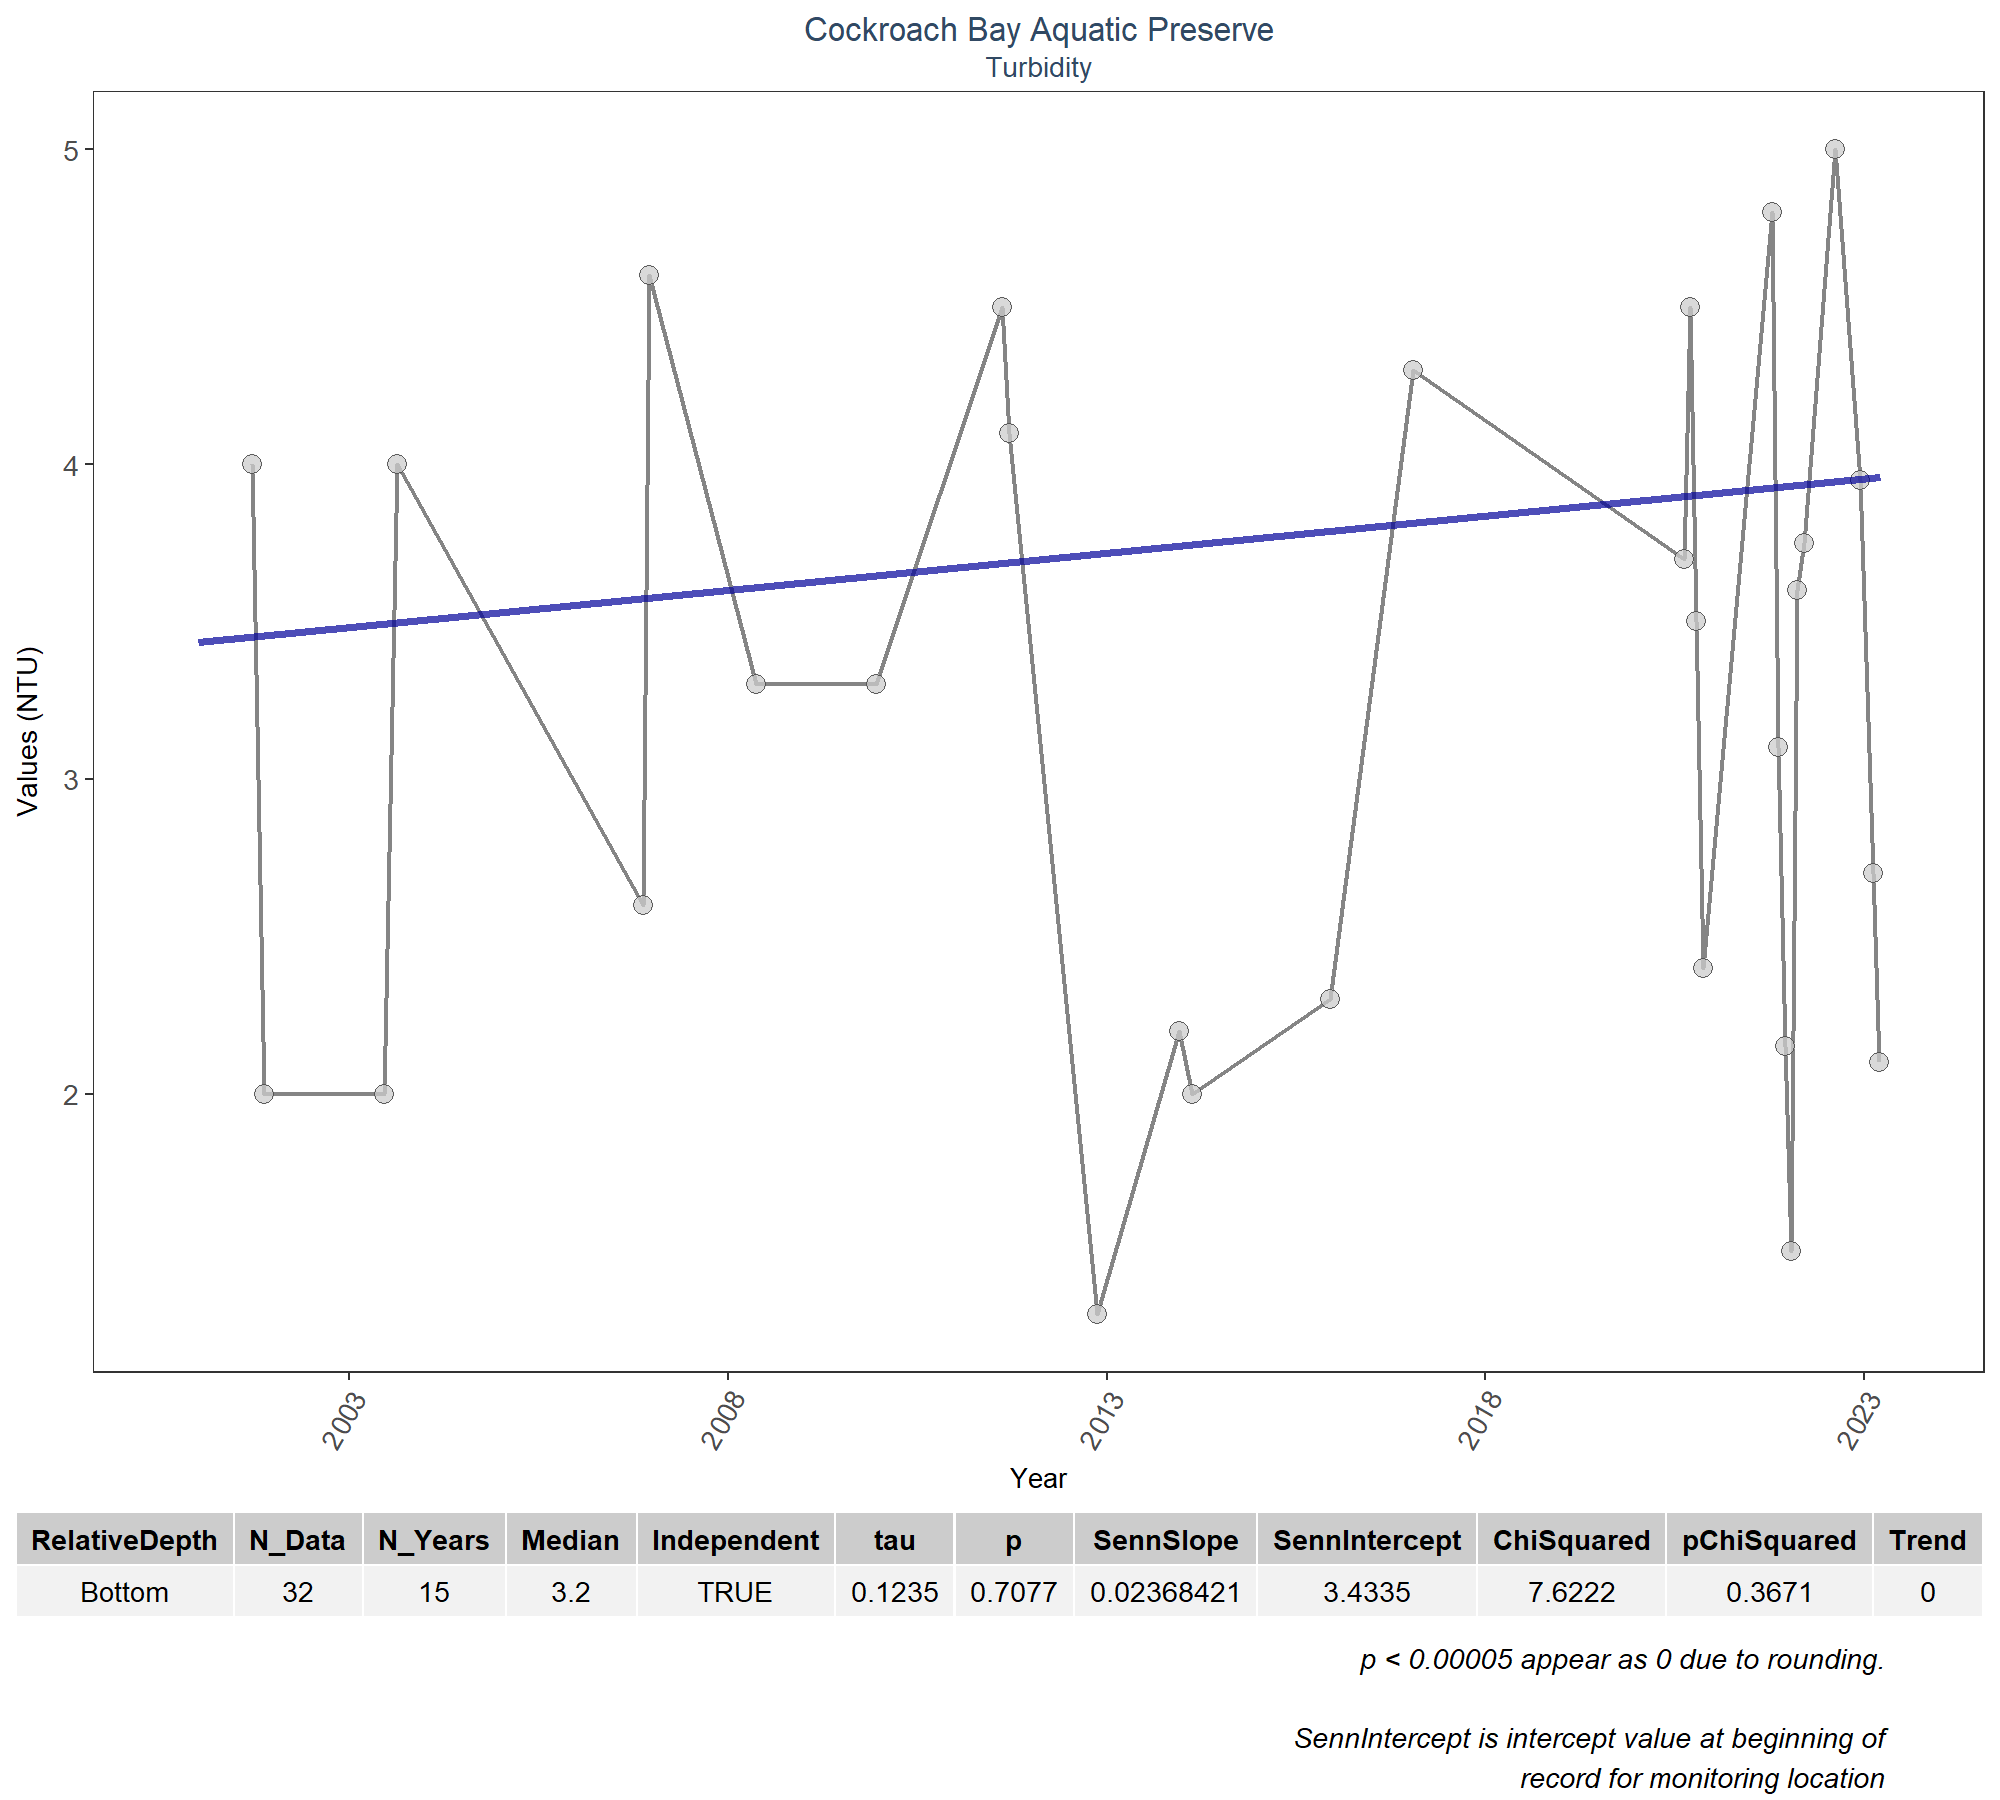 Cockroach Bay Aquatic Preserve
Turbidity
5
4
3
2
Values (NTU)
2003 2008 2013 2018 2023
Year
RelativeDepth N_Data N_Years Median Independent tau p SennSlope SennIntercept ChiSquared pChiSquared Trend
Bottom 32 15 3.2 TRUE 0.1235 0.7077 0.02368421 3.4335 7.6222 0.3671 0
p < 0.00005 appear as 0 due to rounding.
SennIntercept is intercept value at beginning of
record for monitoring location